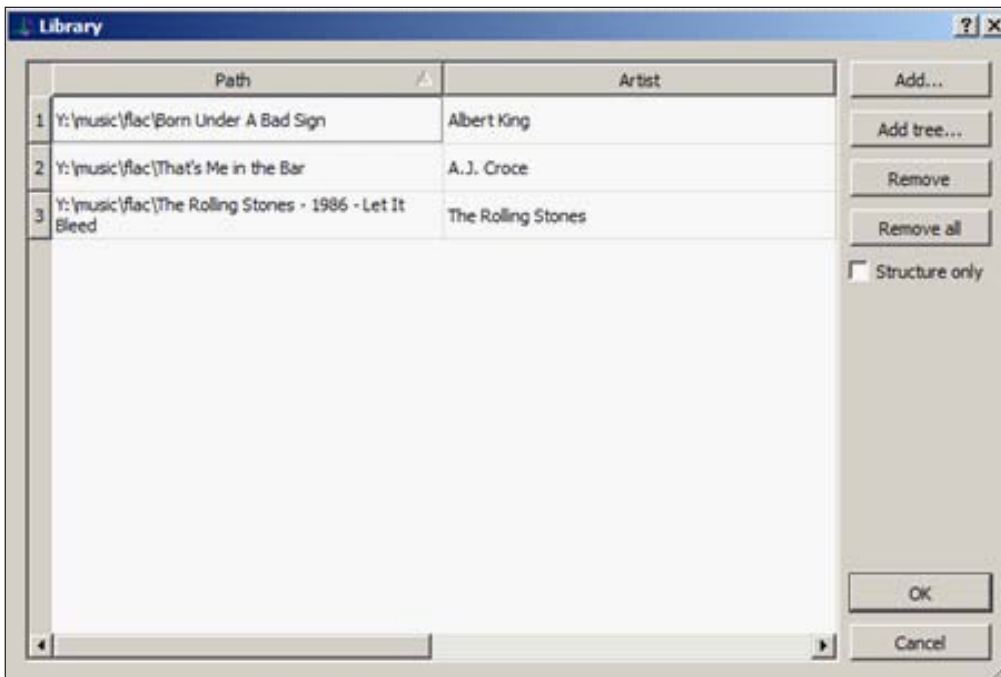 Library
Path Artist
1 Y:\music\flac\Born Under A Bad Sign Albert King
2 Y:\music\flac\That's Me in the Bar A.J. Croce
3 Y:\music\flac\The Rolling Stones - 1986 - Let It
Bleed The Rolling Stones
Add...
Add tree...
Remove
Remove all
Structure only
OK
Cancel